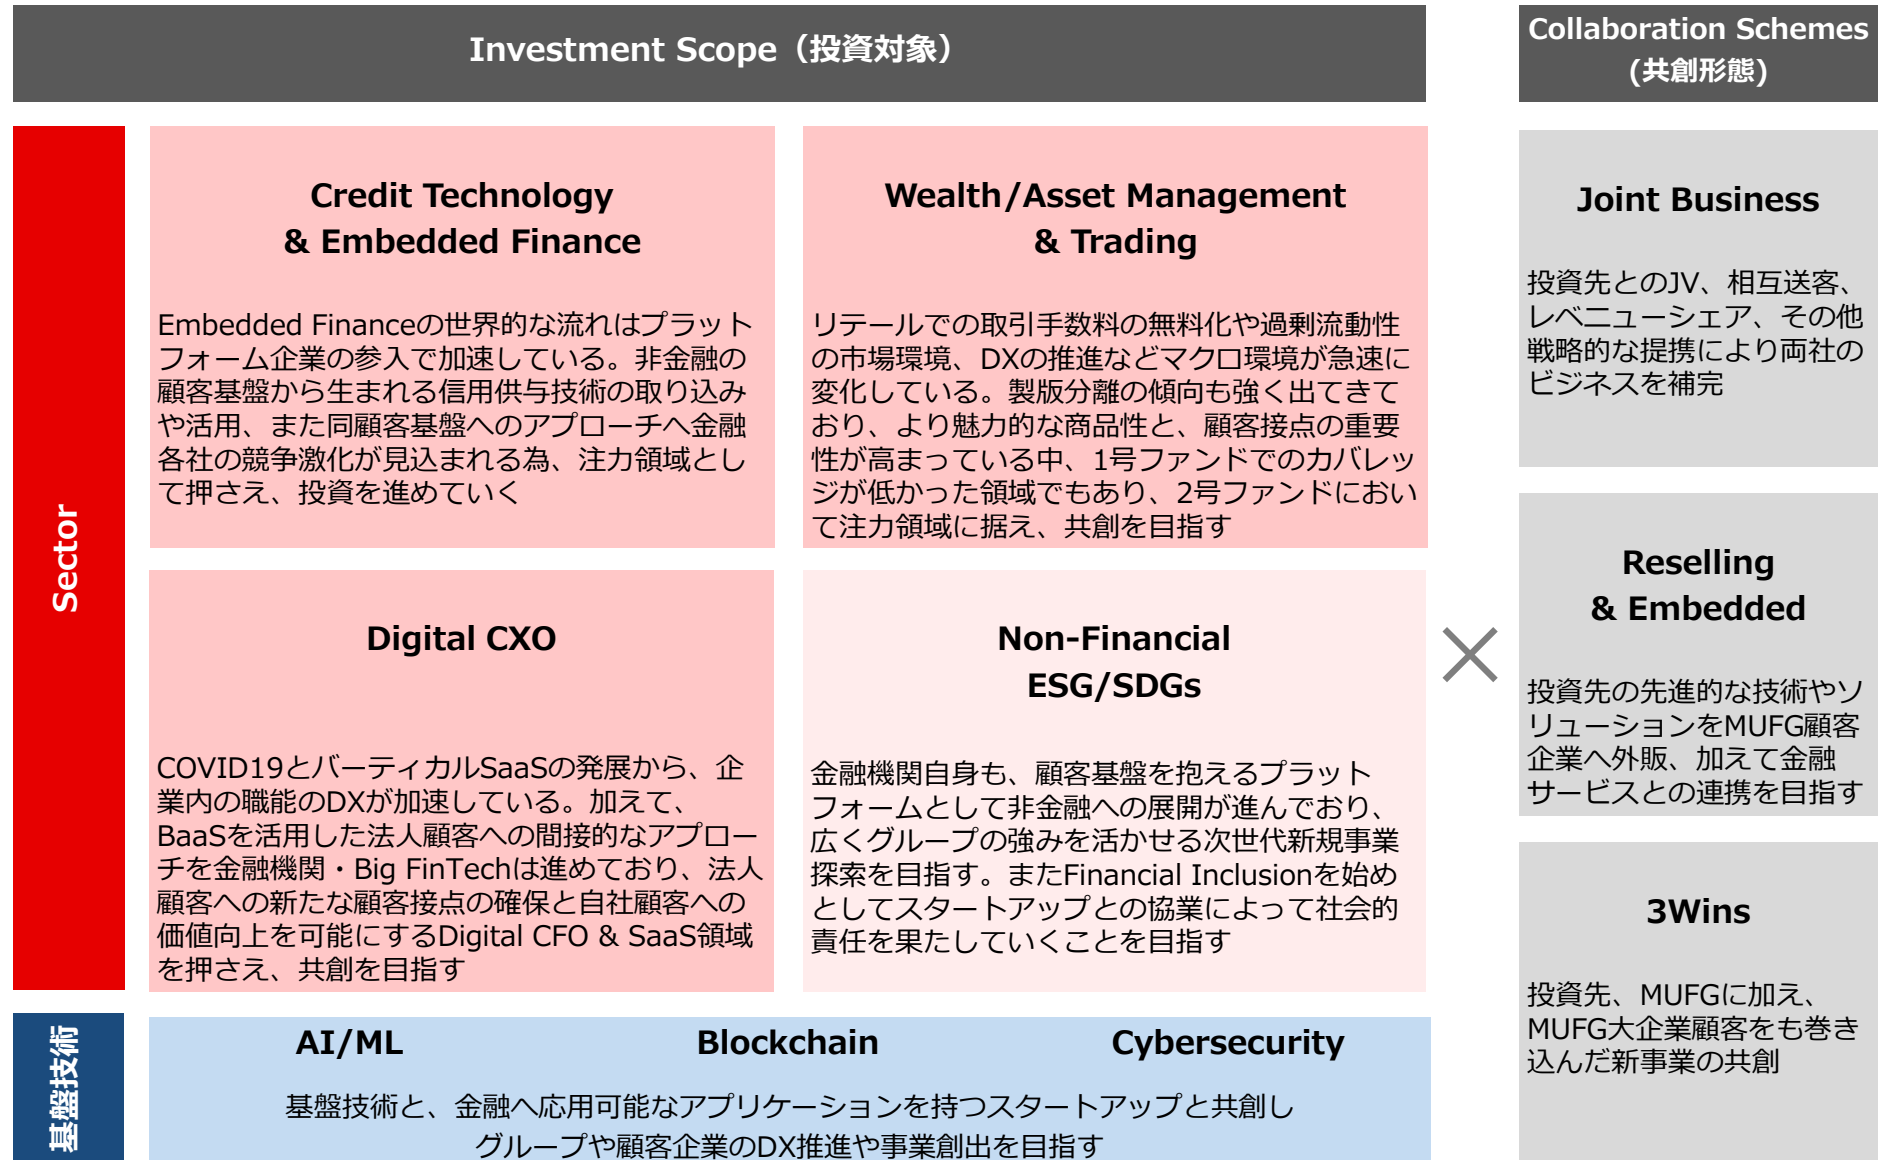 Investment Scope（投資対象）
Collaboration Schemes
(共創形態)
Sector
Credit Technology
& Embedded Finance
Embedded Financeの世界的な流れはプラット
フォーム企業の参入で加速している。非金融の
顧客基盤から生まれる信用供与技術の取り込み
や活用、また同顧客基盤へのアプローチへ金融
各社の競争激化が見込まれる為、注力領域とし
て押さえ、投資を進めていく
Wealth/Asset Management
& Trading
リテールでの取引手数料の無料化や過剰流動性
の市場環境、DXの推進などマクロ環境が急速に
変化している。製版分離の傾向も強く出てきて
おり、より魅力的な商品性と、顧客接点の重要
性が高まっている中、1号ファンドでのカバレッ
ジが低かった領域でもあり、2号ファンドにおい
て注力領域に据え、共創を目指す
Digital CXO
COVID19とバーティカルSaaSの発展から、企
業内の職能のDXが加速している。加えて、
BaaSを活用した法人顧客への間接的なアプロー
チを金融機関・Big FinTechは進めており、法人
顧客への新たな顧客接点の確保と自社顧客への
価値向上を可能にするDigital CFO & SaaS領域
を押さえ、共創を目指す
Non-Financial
ESG/SDGs
金融機関自身も、顧客基盤を抱えるプラット
フォームとして非金融への展開が進んでおり、
広くグループの強みを活かせる次世代新規事業
探索を目指す。またFinancial Inclusionを始め
としてスタートアップとの協業によって社会的
責任を果たしていくことを目指す
基盤技術
AI/ML
Blockchain
Cybersecurity
基盤技術と、金融へ応用可能なアプリケーションを持つスタートアップと共創し
グループや顧客企業のDX推進や事業創出を目指す
×
Joint Business
投資先とのJV、相互送客、
レベニューシェア、その他
戦略的な提携により両社の
ビジネスを補完
Reselling
& Embedded
投資先の先進的な技術やソ
リューションをMUFG顧客
企業へ外販、加えて金融
サービスとの連携を目指す
3Wins
投資先、MUFGに加え、
MUFG大企業顧客をも巻き
込んだ新事業の共創